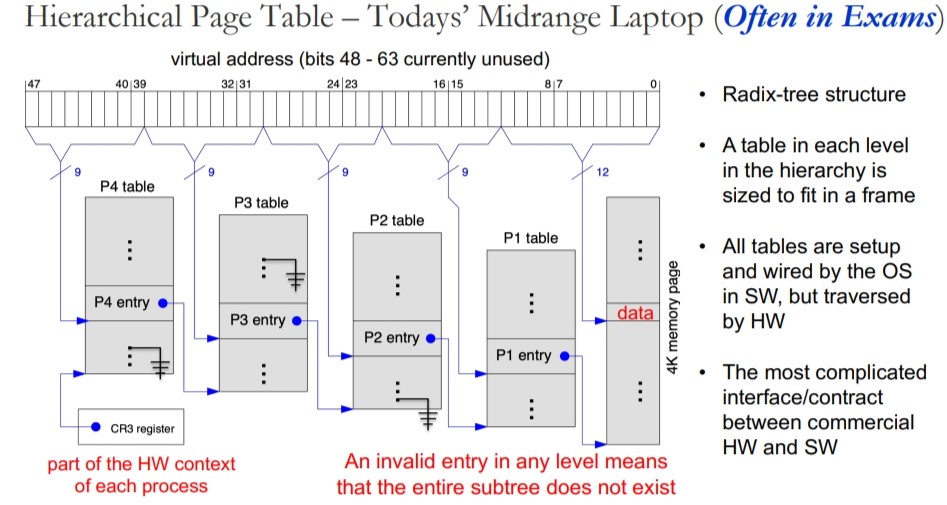 Hierarchical Page Table – Todays' Midrange Laptop (Often in Exams)
virtual address (bits 48 - 63 currently unused)
47 40|39 32|31 24|23 16|15 8|7 0
9 9 9 9 12
P4 table
P3 table
P2 table
P1 table
P4 entry
P3 entry
P2 entry
P1 entry
data
4K memory page
CR3 register
part of the HW context
of each process
An invalid entry in any level means
that the entire subtree does not exist
• Radix-tree structure
• A table in each level
in the hierarchy is
sized to fit in a frame
• All tables are setup
and wired by the OS
in SW, but traversed
by HW
• The most complicated
interface/contract
between commercial
HW and SW